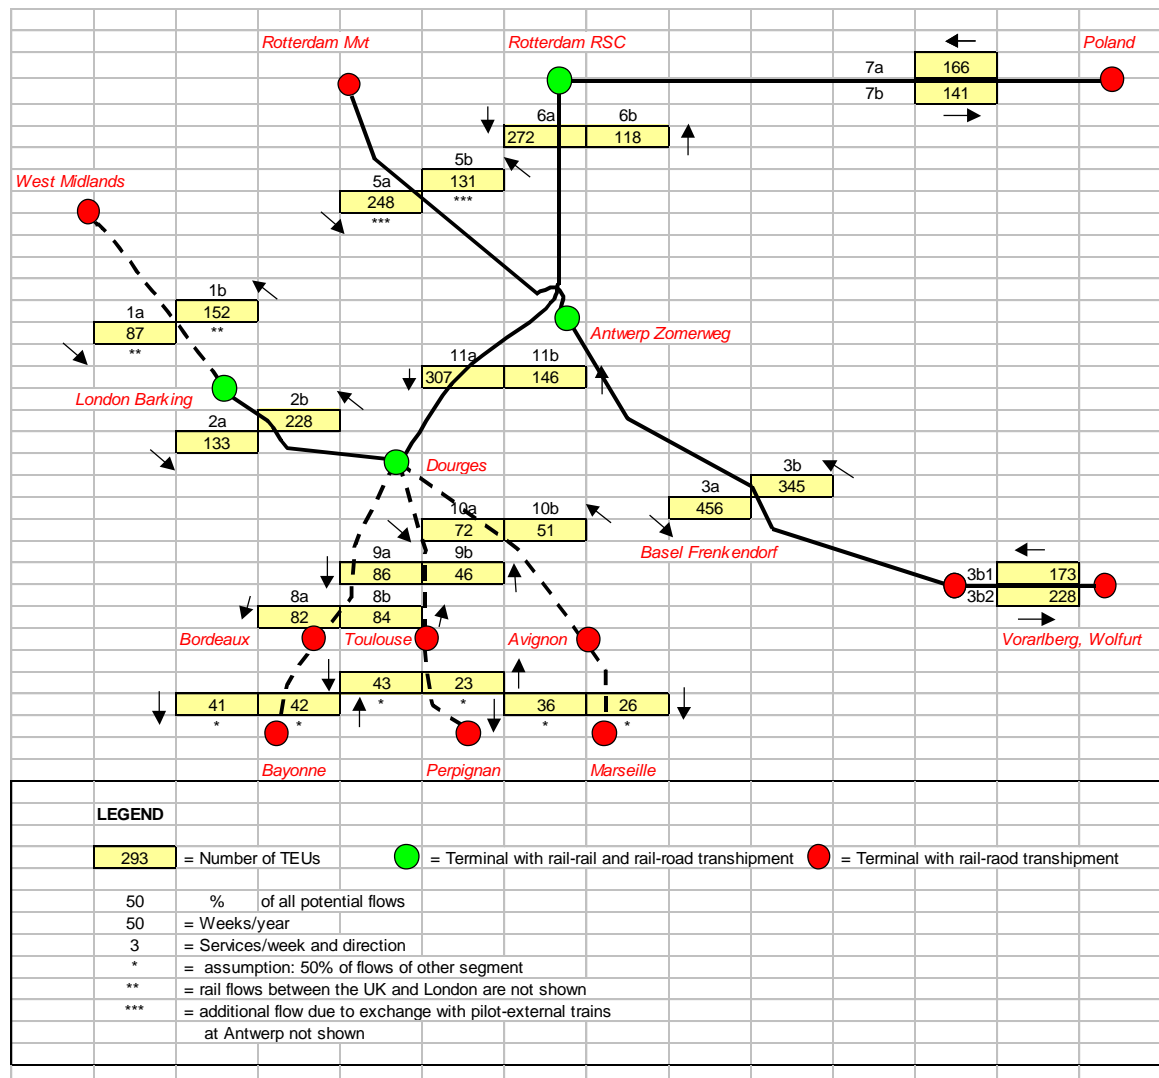 Rotterdam Mvt Rotterdam RSC Poland
7a 166
7b 141
6a 6b
272 118
5b
131
5a
248 ***
***
West Midlands
1b
152
1a
87 **
**
Antwerp Zomerweg
11a 11b
307 146
London Barking
2b
228
2a
133
Dourges
3b
345
3a
456
10a 10b
72 51
Basel Frenkendorf
9a 9b
86 46
3b1 173
3b2 228
8a 8b
82 84
Bordeaux Toulouse Avignon Vorarlberg, Wolfurt
43 23
* *
41 42 36 26
* * * *
Bayonne Perpignan Marseille
LEGEND
293 = Number of TEUs = Terminal with rail-rail and rail-road transhipment = Terminal with rail-raod transhipment
50 % of all potential flows
50 = Weeks/year
3 = Services/week and direction
* = assumption: 50% of flows of other segment
** = rail flows between the UK and London are not shown
*** = additional flow due to exchange with pilot-external trains
at Antwerp not shown